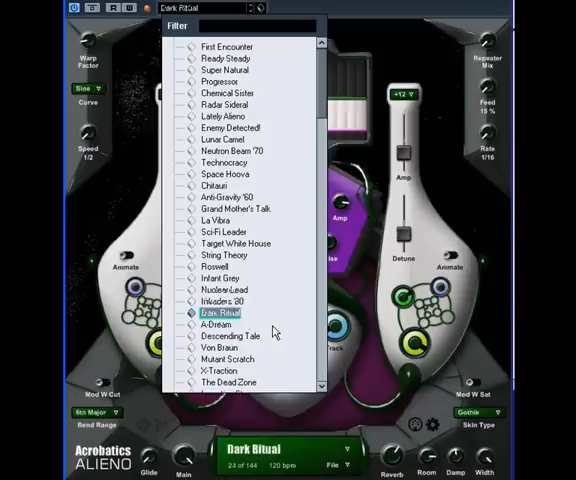 R W
Dark Ritual
Filter
First Encounter
Ready Steady
Super Natural
Progressor
Chemical Sister
Radar Sideral
Lately Alieno
Enemy Detected!
Lunar Camel
Neutron Beam '70
Technocracy
Space Hoova
Chitauri
Anti-Gravity '60
Grand Mother's Talk
La Vibra
Sci-Fi Leader
Target White House
String Theory
Roswell
Infant Grey
Nuclear-Lead
Invaders '80
Dark Ritual
A-Dream
Descending Tale
Von Braun
Mutant Scratch
X-Traction
The Dead Zone
Warp
Factor
Sine
Curve
Speed
1/2
Animate
Mod W Cut
6th Major
Bend Range
Amp
Track
+12
Amp
Detune
Repeater
Mix
Feed
15 %
Rate
1/16
Animate
Mod W Sat
Gothik
Skin Type
Acrobatics
ALIENO
Glide
Main
Dark Ritual
24 of 144
120 bpm
File
Reverb
Room
Damp
Width